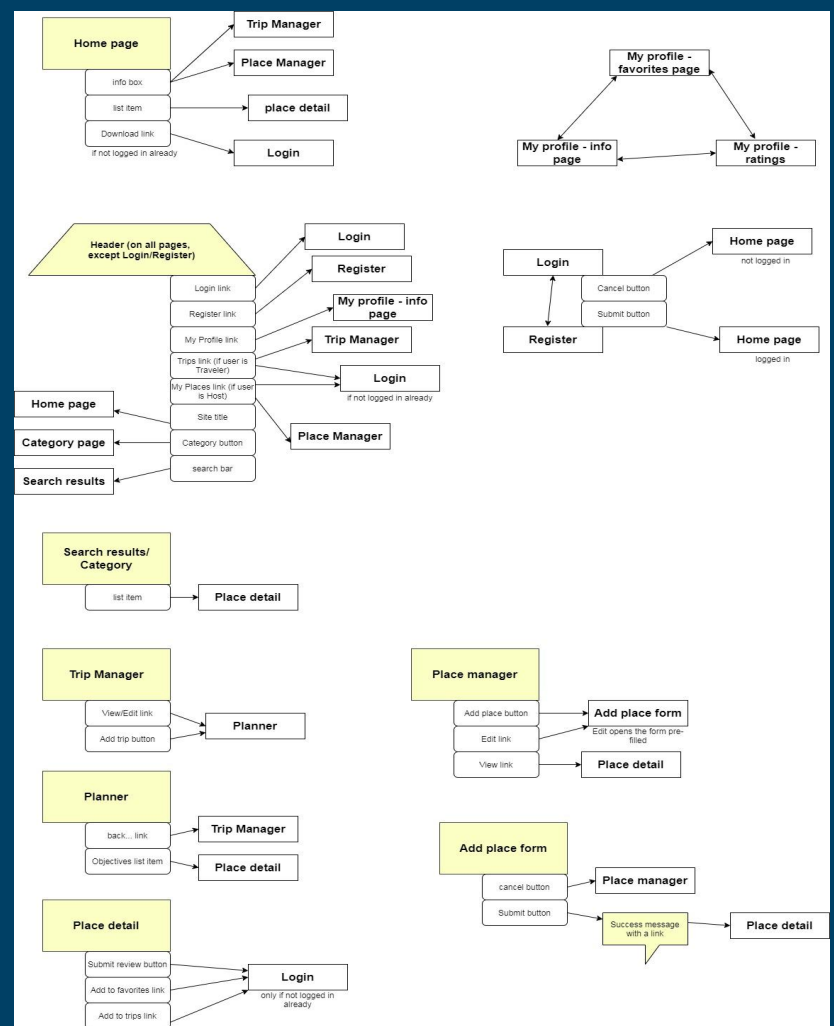 Home page
info box
list item
Download link
if not logged in already
Trip Manager
Place Manager
place detail
Login
My profile -
favorites page
My profile - info
page
My profile -
ratings
Header (on all pages,
except Login/Register)
Login link
Register link
My Profile link
Trips link (if user is
Traveler)
My Places link (if user
is Host)
Site title
Category button
search bar
Login
Register
My profile - info
page
Trip Manager
Login
if not logged in already
Place Manager
Home page
Category page
Search results
Login
Register
Cancel button
Submit button
Home page
not logged in
Home page
logged in
Search results/
Category
list item
Place detail
Trip Manager
View/Edit link
Add trip button
Planner
Place manager
Add place button
Edit link
View link
Add place form
Edit opens the form pre-
filled
Place detail
Planner
back... link
Objectives list item
Trip Manager
Place detail
Add place form
cancel button
Submit button
Place manager
Success message
with a link
Place detail
Place detail
Submit review button
Add to favorites link
Add to trips link
Login
only if not logged in
already